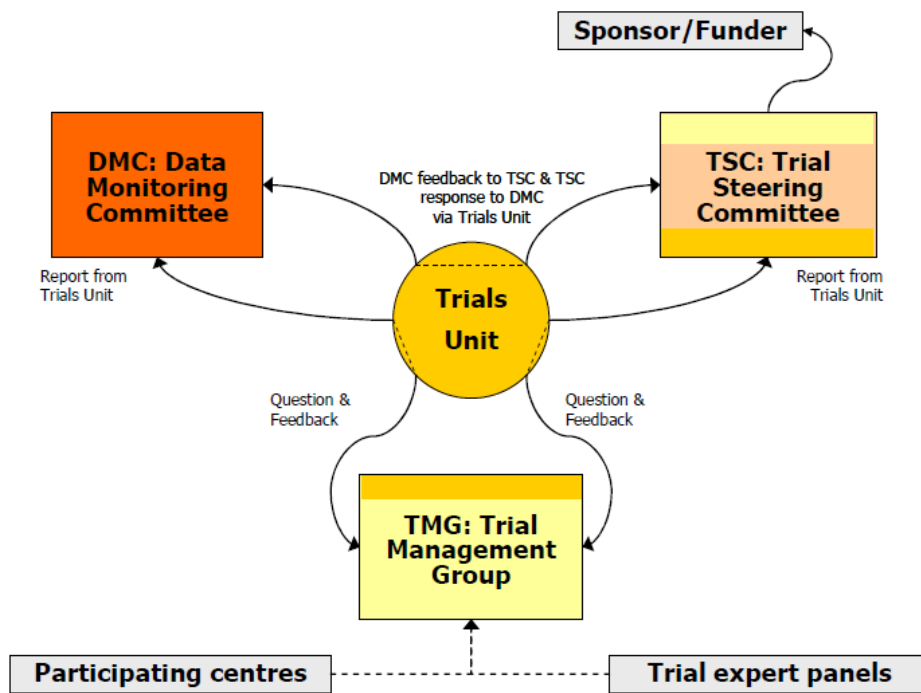 Sponsor/Funder
DMC: Data
Monitoring
Committee
DMC feedback to TSC & TSC
response to DMC
via Trials Unit
TSC: Trial
Steering
Committee
Report from
Trials Unit
Trials
Unit
Report from
Trials Unit
Question &
Feedback
Question &
Feedback
TMG: Trial
Management
Group
Participating centres
Trial expert panels